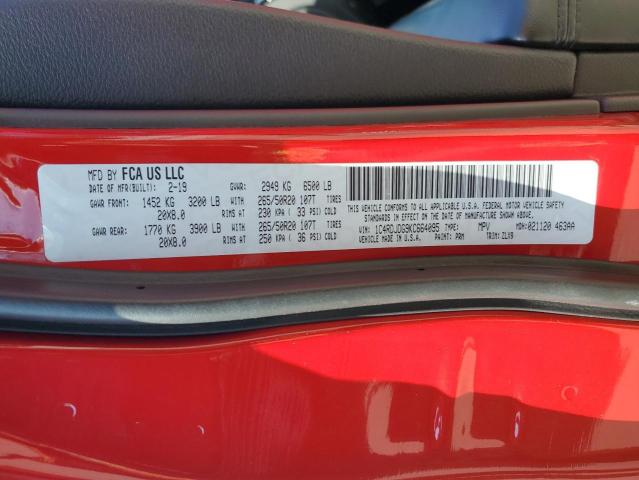 MFD BY FCA US LLC
DATE OF MFR(BUILT): 2-19 GVWR: 2949 KG 6500 LB
GAWR FRONT: 1452 KG 3200 LB 265/50R20 107T TIRES
20X8.0 RIMS AT 230 KPA ( 33 PSI) COLD
GAWR REAR: 1770 KG 3900 LB 265/50R20 107T TIRES
20X8.0 RIMS AT 250 KPA ( 36 PSI) COLD
THIS VEHICLE CONFORMS TO ALL APPLICABLE U.S.A. FEDERAL MOTOR VEHICLE SAFETY
STANDARDS IN EFFECT ON THE DATE OF MANUFACTURE SHOWN ABOVE.
VIN: 1C4RDJDG9KC664095 TYPE: MPV MDH: 021120 463AA
VEHICLE MADE IN U.S.A. PAINT: PRM TRIM: ZLX9